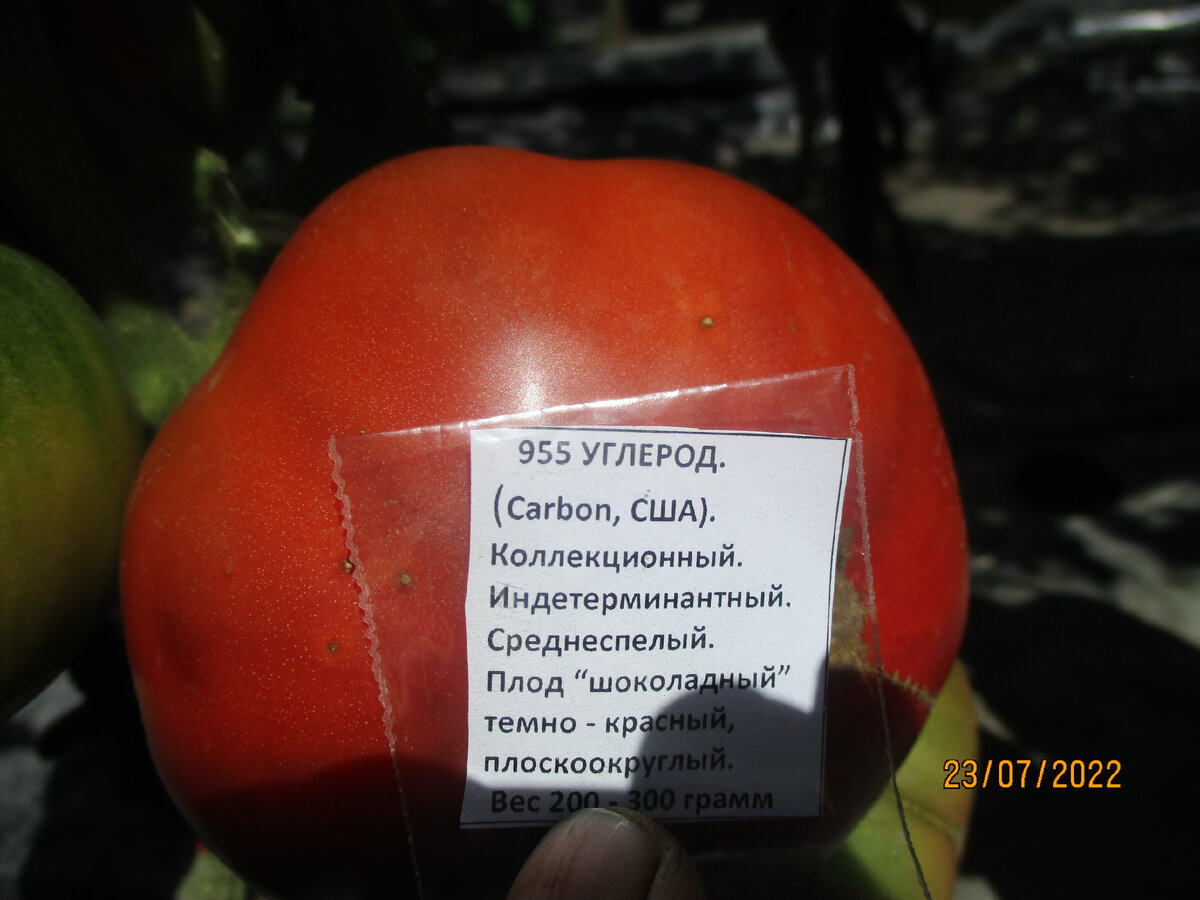 955 УГЛЕРОД.
(Carbon, США).
Коллекционный.
Индетерминантный.
Среднеспелый.
Плод “шоколадный”
темно - красный,
плоскоокруглый.
Вес 200 - 300 грамм
23/07/2022